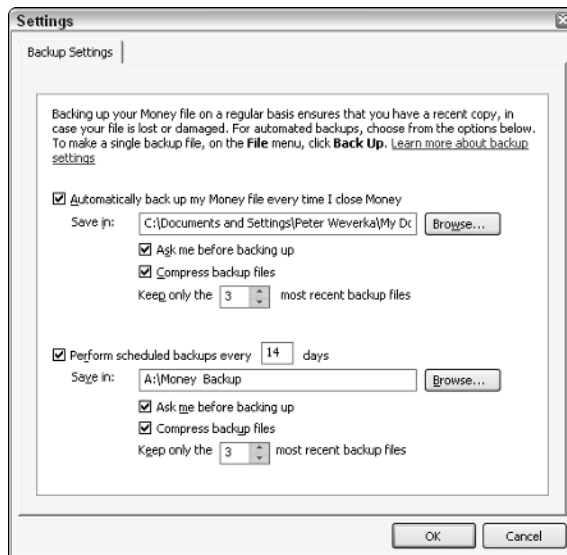 Settings
Backup Settings
Backing up your Money file on a regular basis ensures that you have a recent copy, in
case your file is lost or damaged. For automated backups, choose from the options below.
To make a single backup file, on the File menu, click Back Up. Learn more about backup
settings
Automatically back up my Money file every time I close Money
Save in: C:\Documents and Settings\Peter Weverka\My Dc Browse...
Ask me before backing up
Compress backup files
Keep only the 3 most recent backup files
Perform scheduled backups every 14 days
Save in: A:\Money Backup Browse...
Ask me before backing up
Compress backup files
Keep only the 3 most recent backup files
OK Cancel